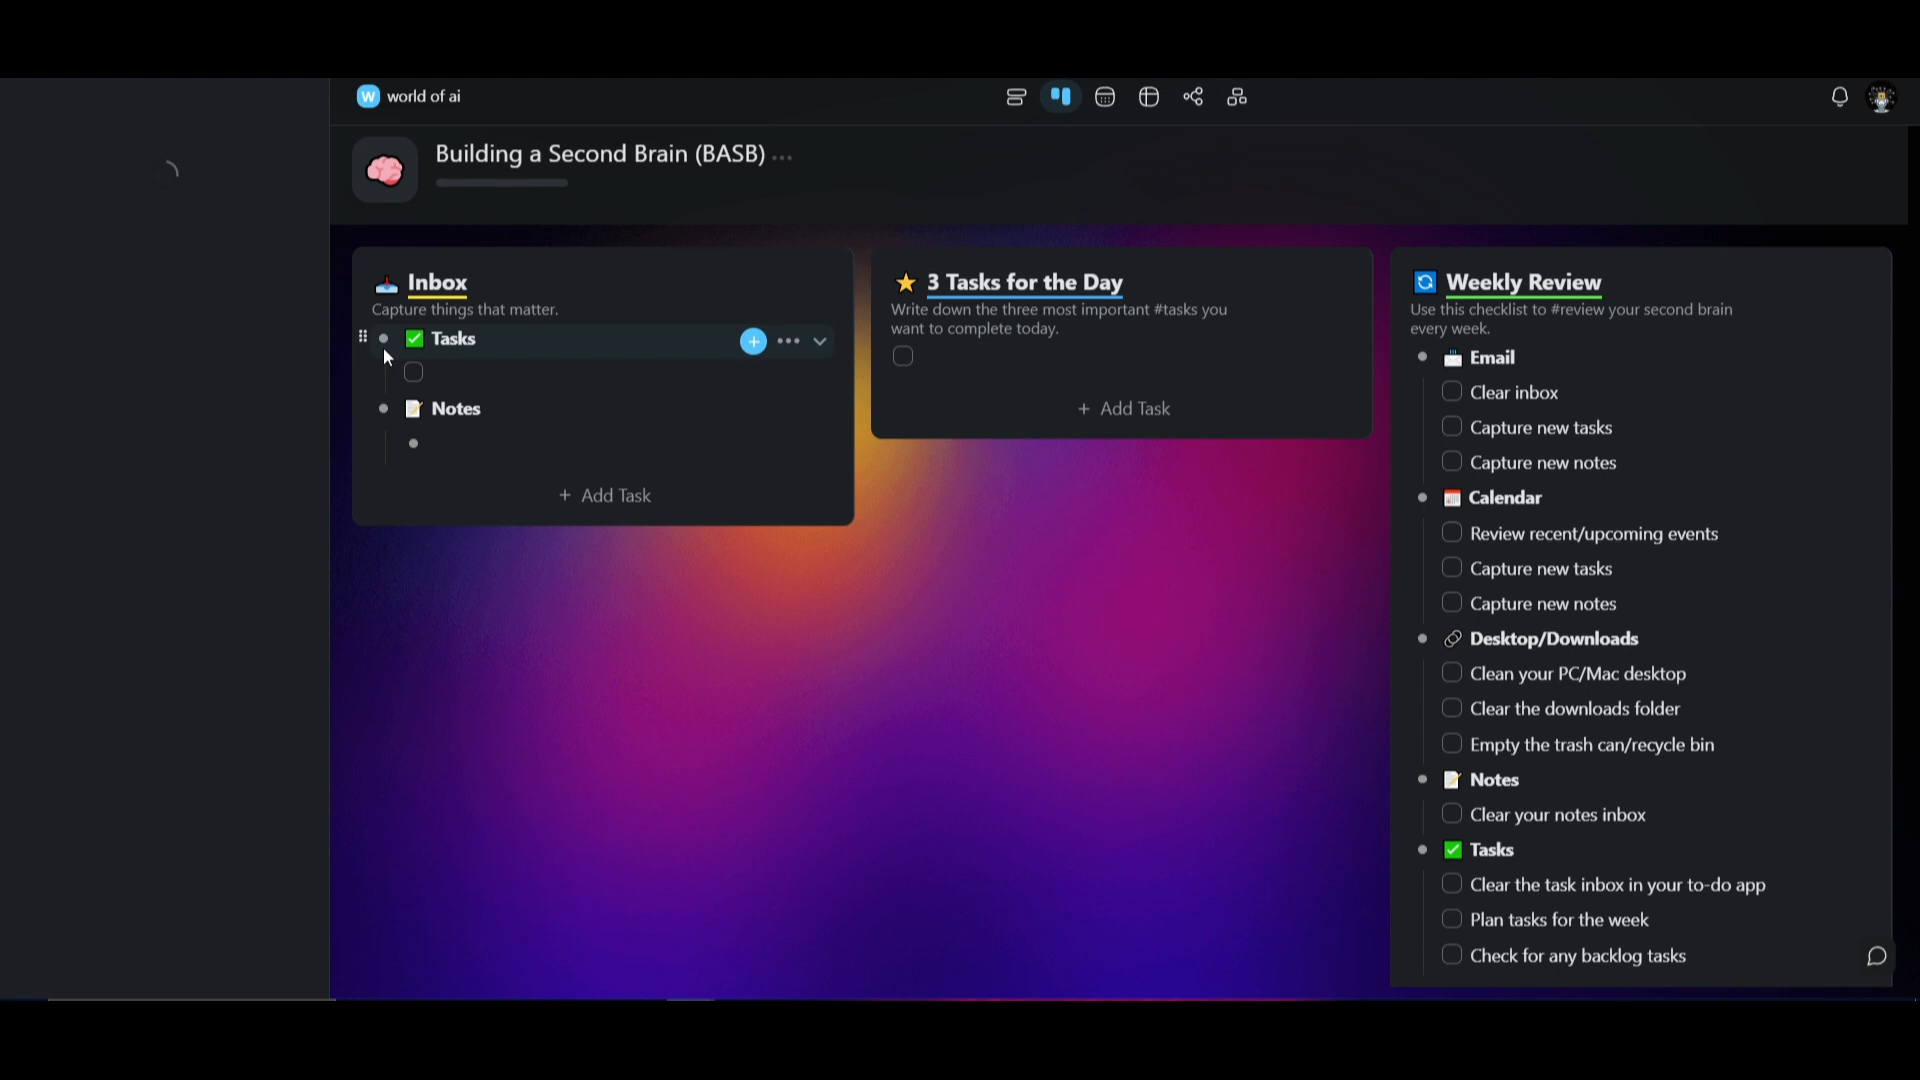 W world of ai
Building a Second Brain (BASB)
Inbox
Capture things that matter.
Tasks
Notes
+ Add Task
3 Tasks for the Day
Write down the three most important #tasks you
want to complete today.
+ Add Task
Weekly Review
Use this checklist to #review your second brain
every week.
Email
Clear inbox
Capture new tasks
Capture new notes
Calendar
Review recent/upcoming events
Capture new tasks
Capture new notes
Desktop/Downloads
Clean your PC/Mac desktop
Clear the downloads folder
Empty the trash can/recycle bin
Notes
Clear your notes inbox
Tasks
Clear the task inbox in your to-do app
Plan tasks for the week
Check for any backlog tasks